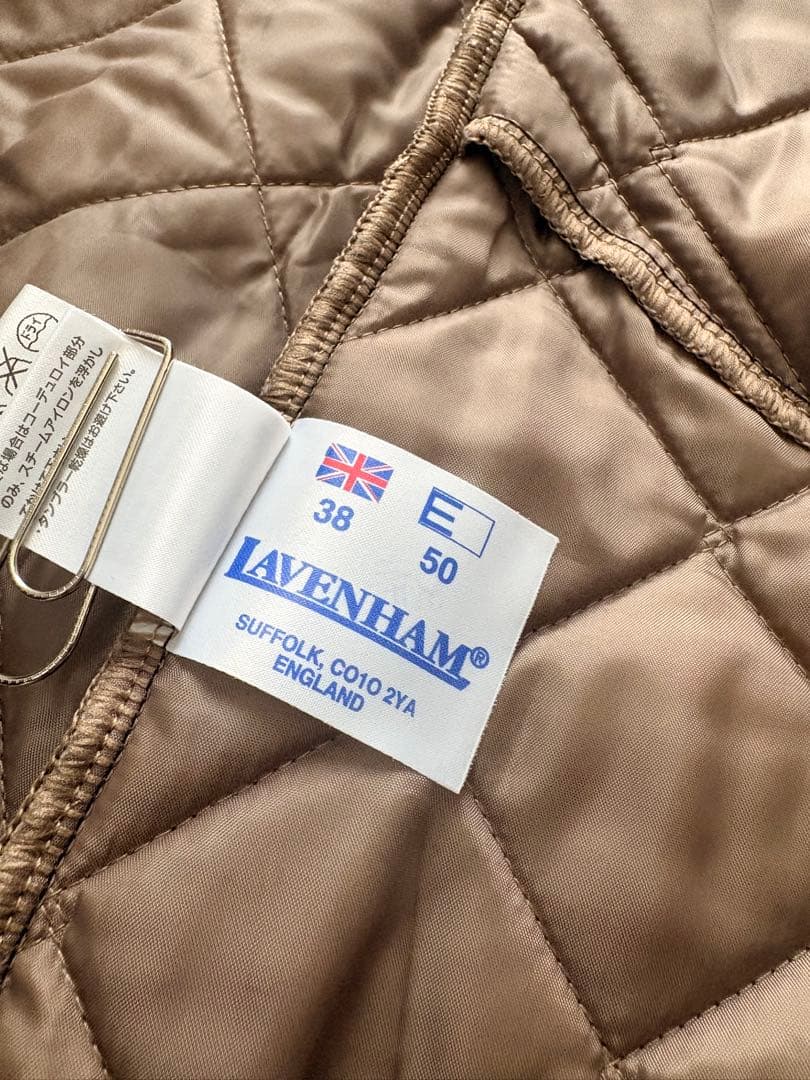 は場合はコーデュロイ部分
のみ、スチームアイロンを浮かし
タンブラー乾燥はお避け下さい。
38
E
50
LAVENHAM®
SUFFOLK, CO10 2YA
ENGLAND